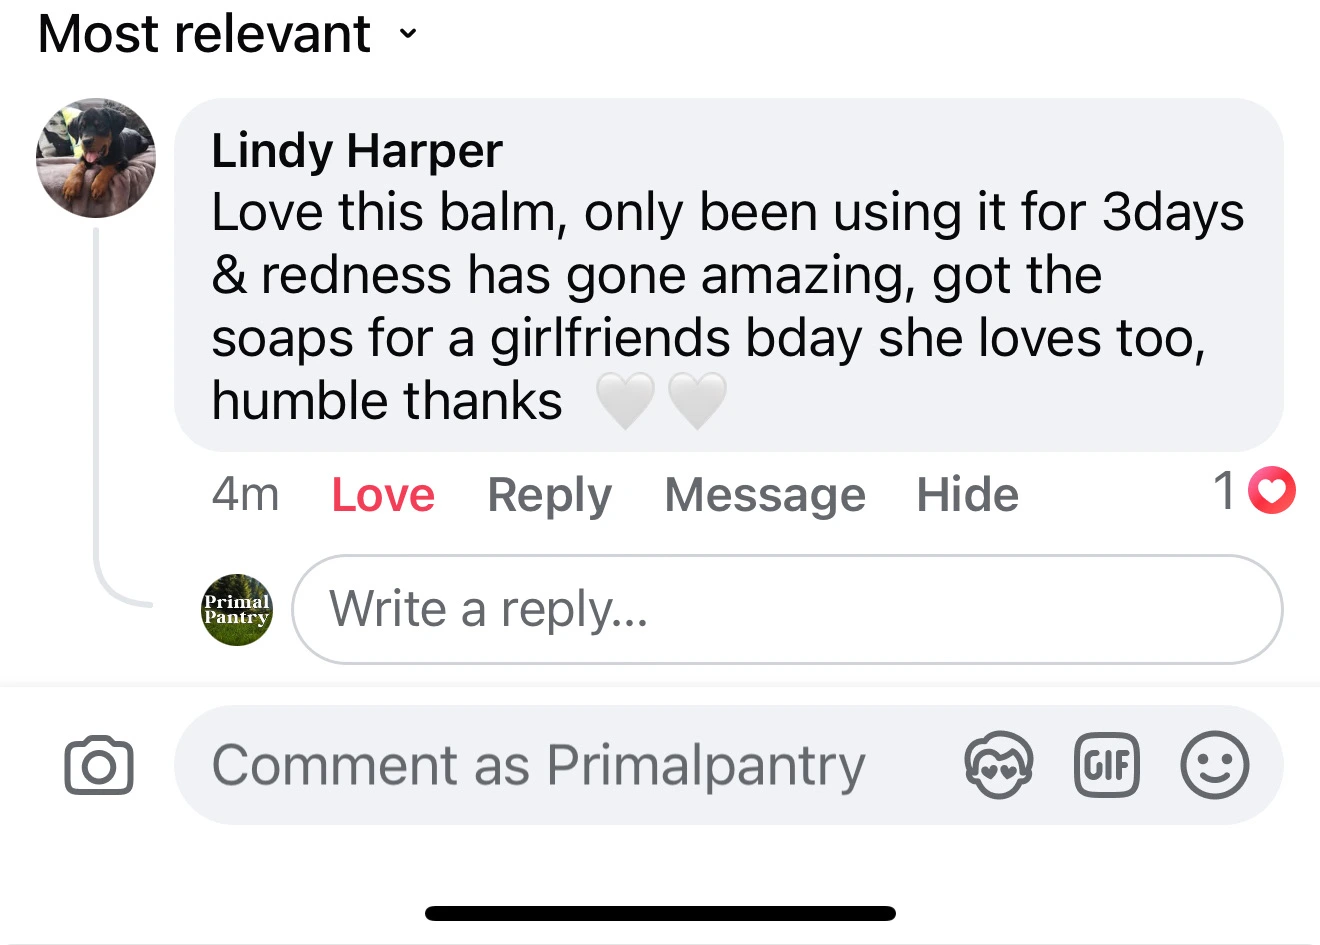 Most relevant
Lindy Harper
Love this balm, only been using it for 3days
& redness has gone amazing, got the
soaps for a girlfriends bday she loves too,
humble thanks 🤍🤍
4m Love Reply Message Hide 1
Primal
Pantry
Write a reply...
Comment as Primalpantry
GIF